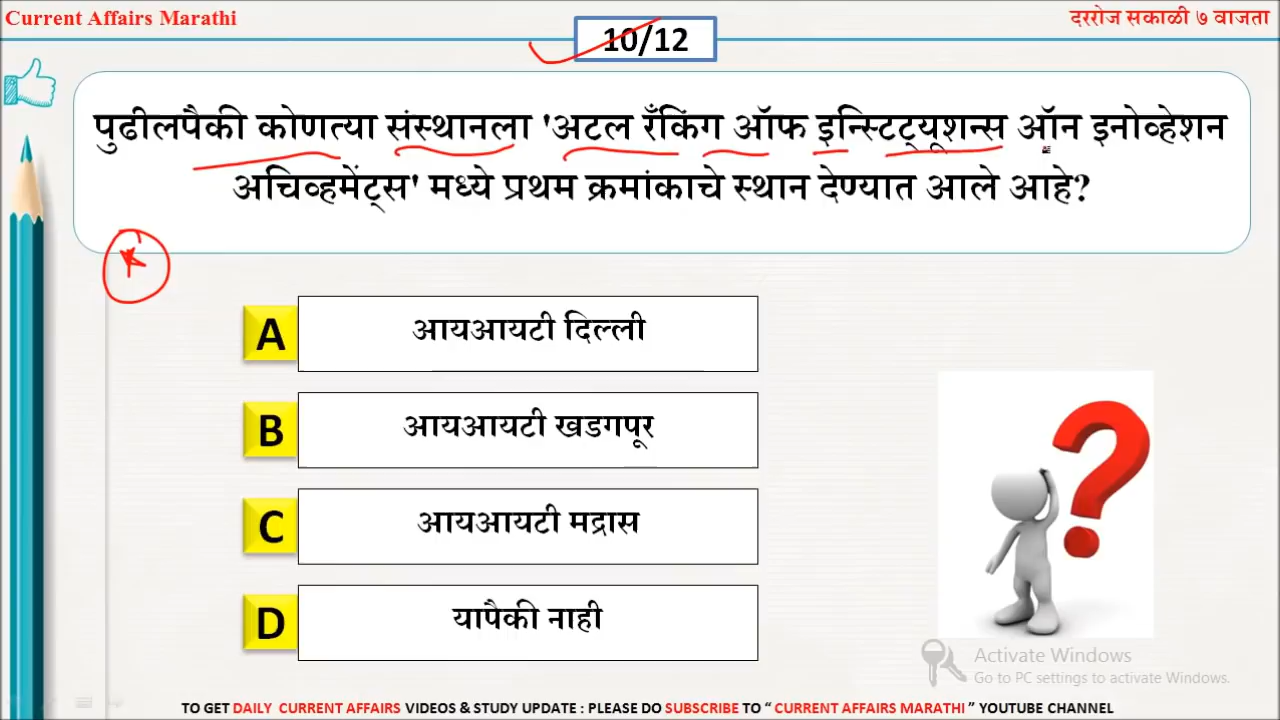 Current Affairs Marathi
दररोज सकाळी ७ वाजता
10/12
पुढीलपैकी कोणत्या संस्थानला 'अटल रँकिंग ऑफ इन्स्टिट्यूशन्स ऑन इनोव्हेशन
अचिव्हमेंट्स' मध्ये प्रथम क्रमांकाचे स्थान देण्यात आले आहे?
A आयआयटी दिल्ली
B आयआयटी खडगपूर
C आयआयटी मद्रास
D यापैकी नाही
Activate Windows
Go to PC settings to activate Windows.
TO GET DAILY CURRENT AFFAIRS VIDEOS & STUDY UPDATE : PLEASE DO SUBSCRIBE TO “ CURRENT AFFAIRS MARATHI ” YOUTUBE CHANNEL